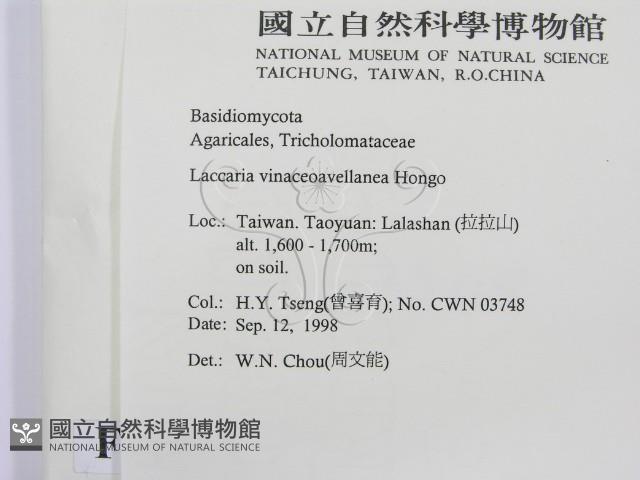 國立自然科學博物館
NATIONAL MUSEUM OF NATURAL SCIENCE
TAICHUNG, TAIWAN, R.O.CHINA
Basidiomycota
Agaricales, Tricholomataceae
Laccaria vinaceoavellanea Hongo
Loc.: Taiwan. Taoyuan: Lalashan (拉拉山)
alt. 1,600 - 1,700m;
on soil.
Col.: H.Y. Tseng(曾喜育); No. CWN 03748
Date: Sep. 12, 1998
Det.: W.N. Chou(周文能)
國立自然科學博物館
NATIONAL MUSEUM OF NATURAL SCIENCE
F